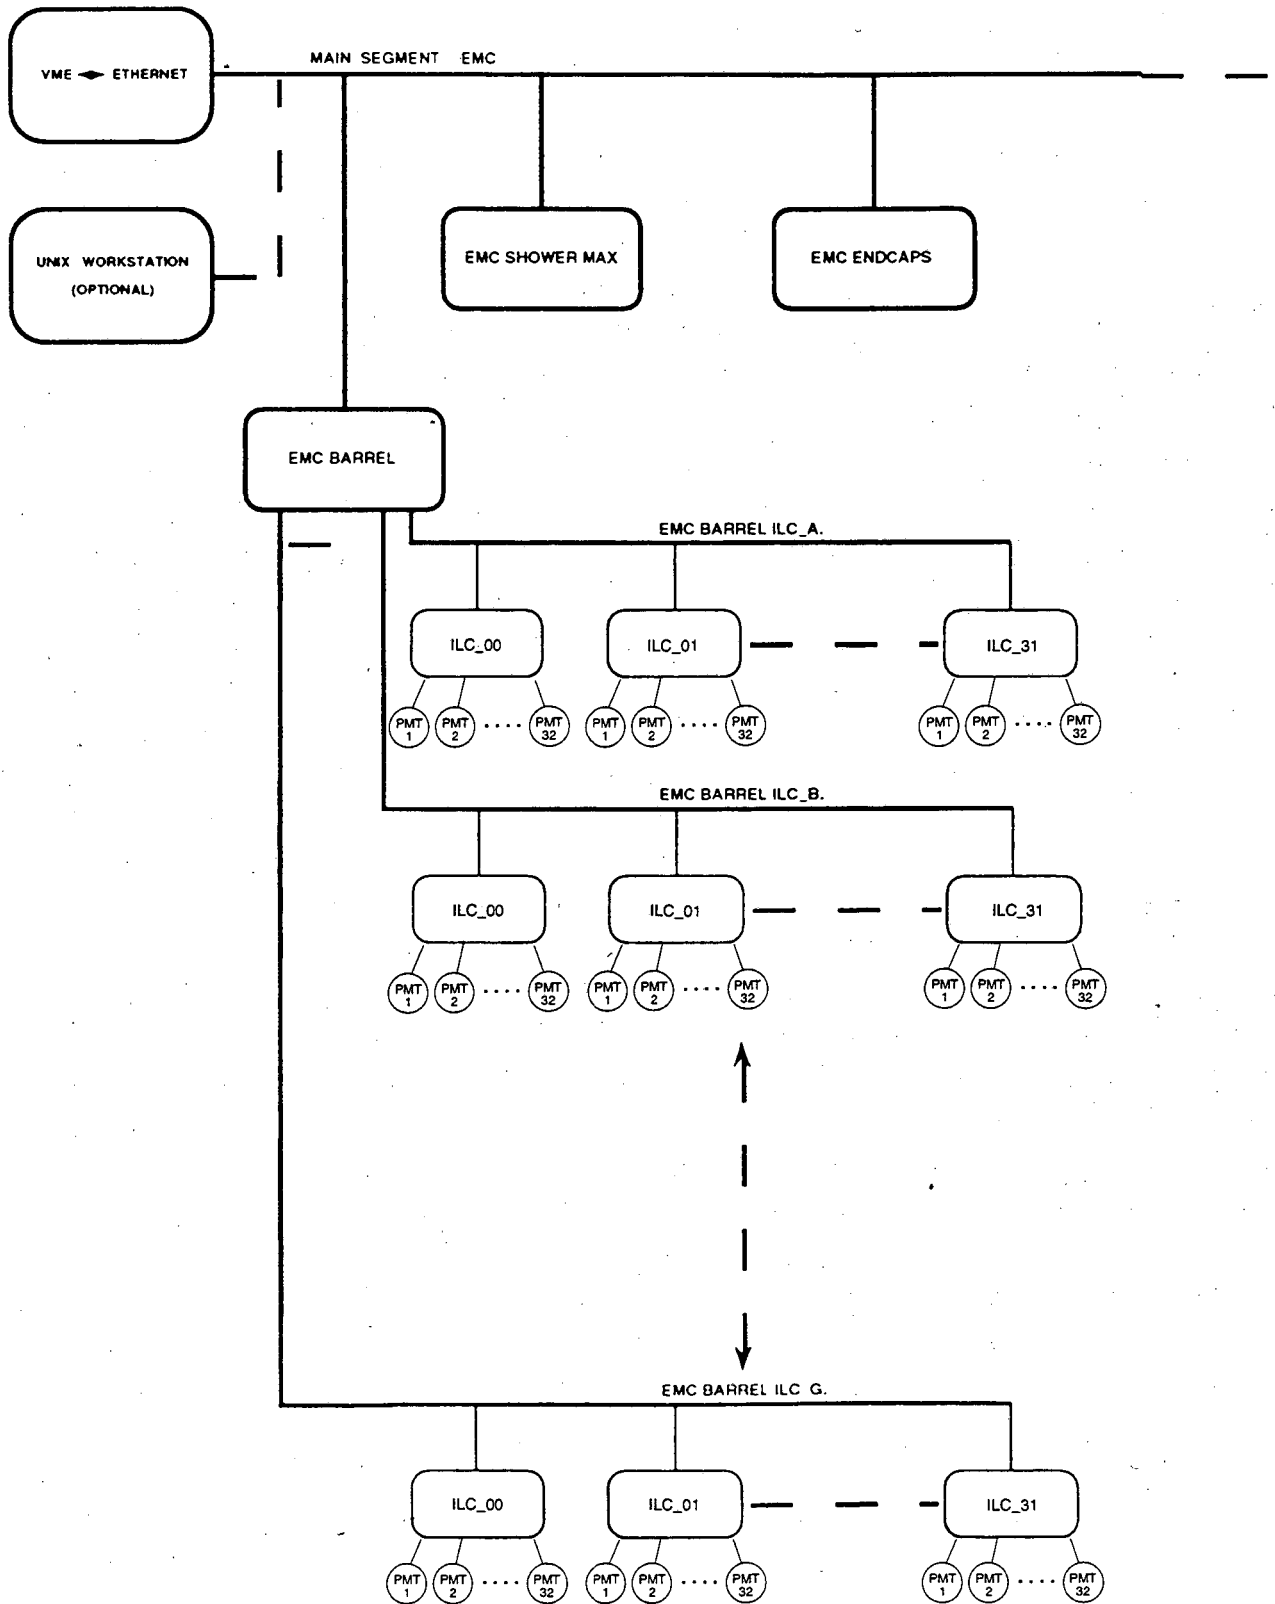 MAIN SEGMENT EMC
VME ETHERNET
UNIX WORKSTATION
(OPTIONAL)
EMC SHOWER MAX
EMC ENDCAPS
EMC BARREL
EMC BARREL ILC_A.
ILC_00
ILC_01
ILC_31
PMT
1
PMT
2
....
PMT
32
PMT
1
PMT
2
....
PMT
32
PMT
1
PMT
2
....
PMT
32
EMC BARREL ILC_B.
ILC_00
ILC_01
ILC_31
PMT
1
PMT
2
....
PMT
32
PMT
1
PMT
2
....
PMT
32
PMT
1
PMT
2
....
PMT
32
EMC BARREL ILC G.
ILC_00
ILC_01
ILC_31
PMT
1
PMT
2
....
PMT
32
PMT
1
PMT
2
....
PMT
32
PMT
1
PMT
2
....
PMT
32